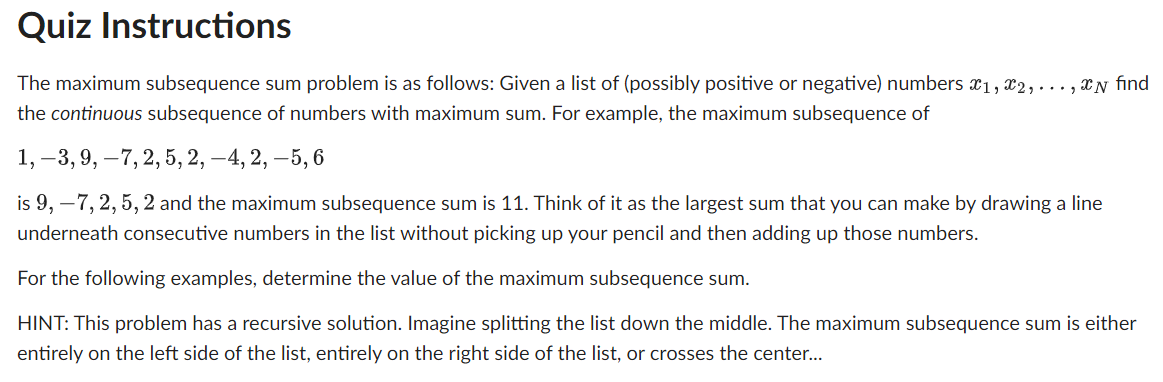 Quiz Instructions
The maximum subsequence sum problem is as follows: Given a list of (possibly positive or negative) numbers x₁, x₂, . . . , x_N find
the continuous subsequence of numbers with maximum sum. For example, the maximum subsequence of
1, −3, 9, −7, 2, 5, 2, −4, 2, −5, 6
is 9, −7, 2, 5, 2 and the maximum subsequence sum is 11. Think of it as the largest sum that you can make by drawing a line
underneath consecutive numbers in the list without picking up your pencil and then adding up those numbers.
For the following examples, determine the value of the maximum subsequence sum.
HINT: This problem has a recursive solution. Imagine splitting the list down the middle. The maximum subsequence sum is either
entirely on the left side of the list, entirely on the right side of the list, or crosses the center...